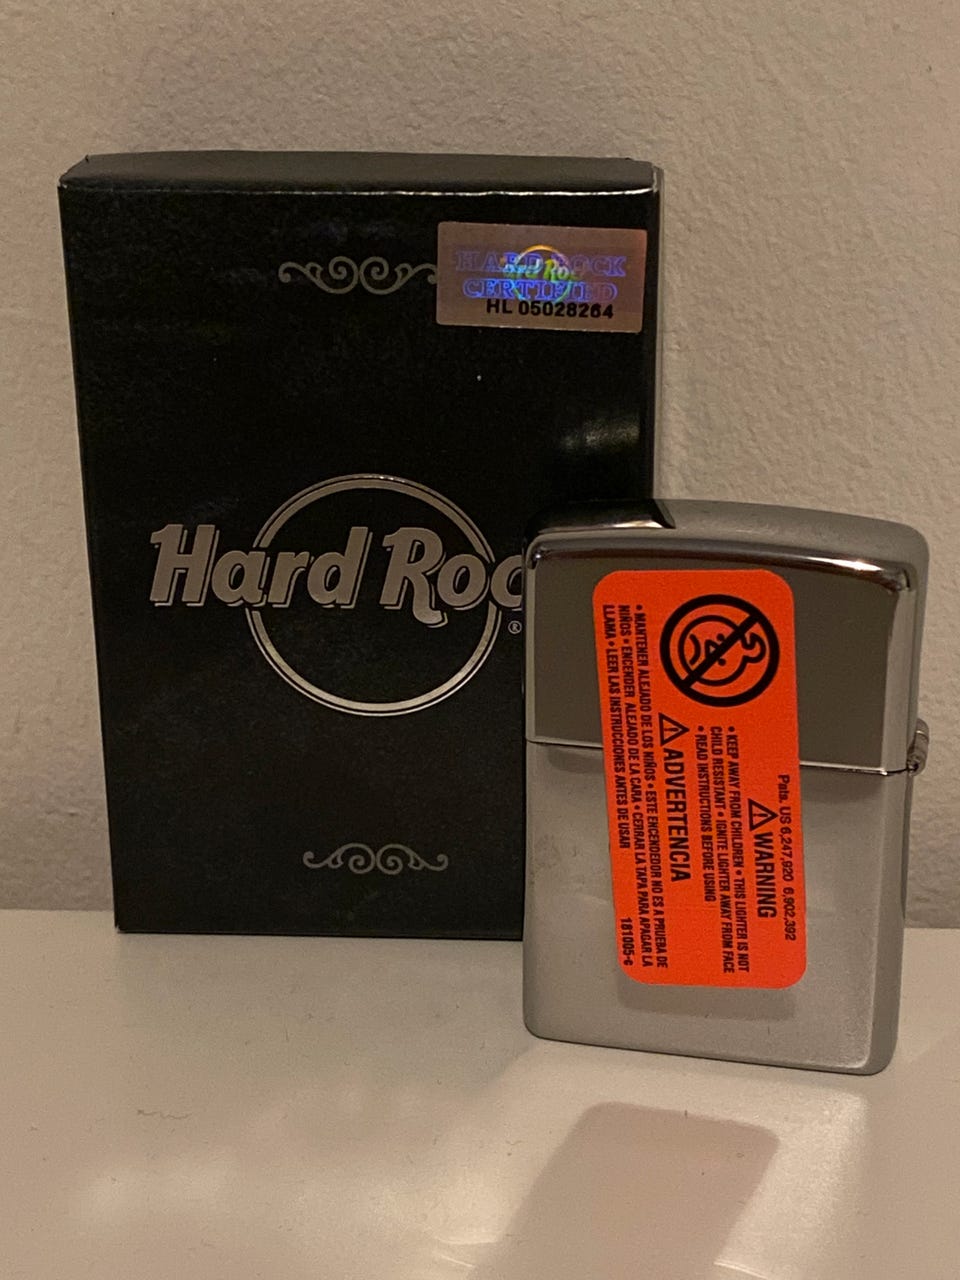 HARD ROCK
CERTIFIED
HL 05028264
Hard
®
Pats. US 6,247,920 6,902,392
⚠WARNING
• KEEP AWAY FROM CHILDREN • THIS LIGHTER IS NOT
CHILD RESISTANT • IGNITE LIGHTER AWAY FROM FACE
• READ INSTRUCTIONS BEFORE USING
⚠ADVERTENCIA
• MANTENER ALEJADO DE LOS NIÑOS • ESTE ENCENDEDOR NO ES A PRUEBA DE
NIÑOS • ENCENDER ALEJADO DE LA CARA • CERRAR LA TAPA PARA APAGAR LA
LLAMA • LEER LAS INSTRUCCIONES ANTES DE USAR
181005-c